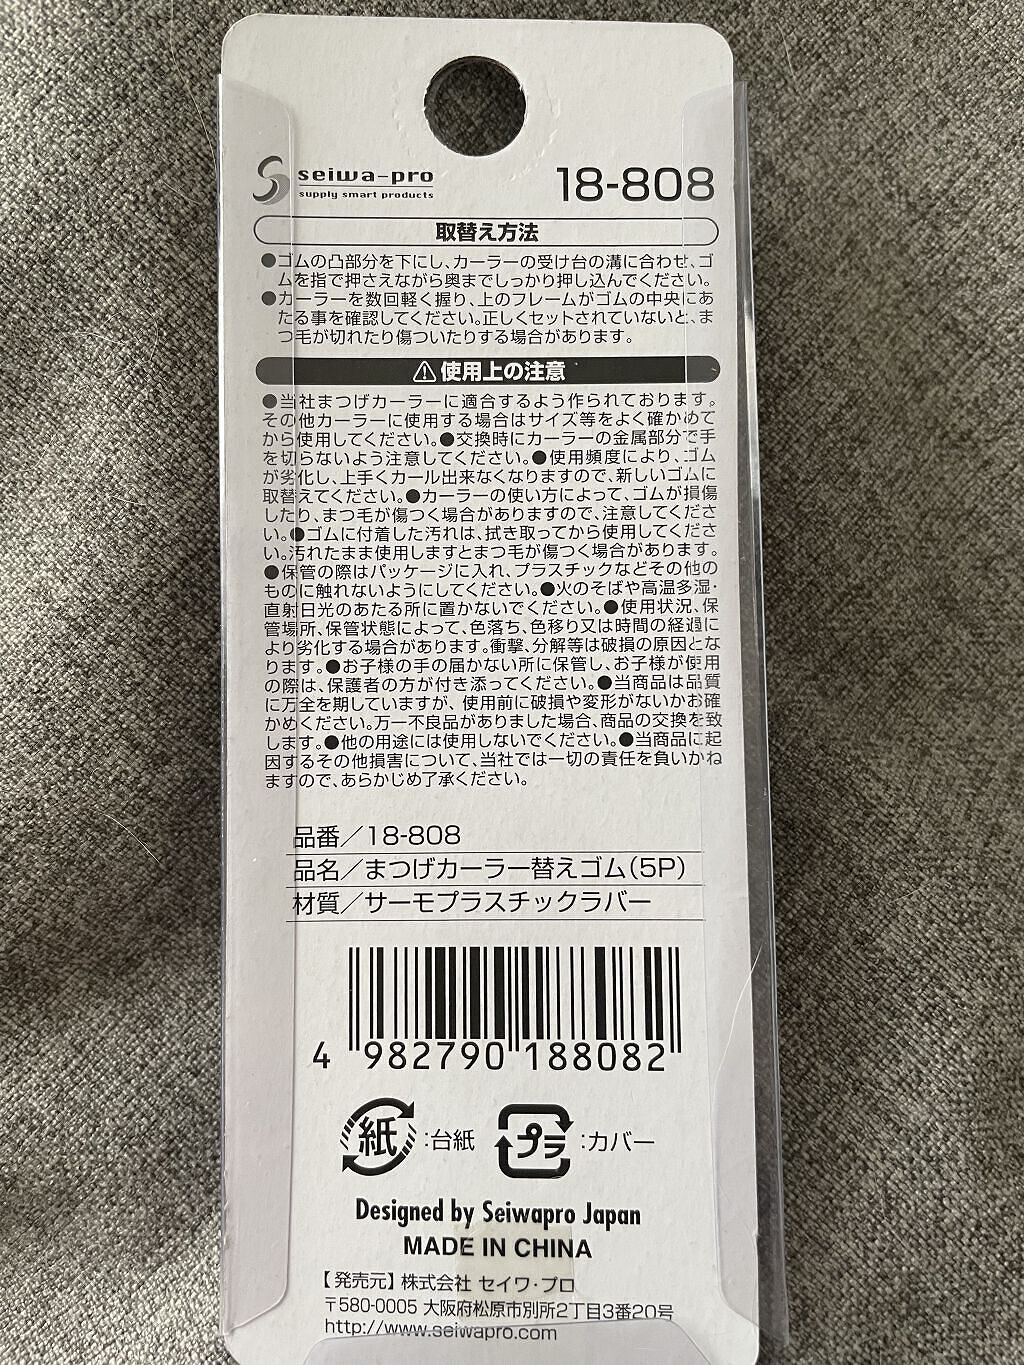 seiwa-pro
supply smart products
18-808
取替え方法
●ゴムの凸部分を下にし、カーラーの受け台の溝に合わせ、ゴ
ムを指で押さえながら奥までしっかり押し込んでください。
●カーラーを数回軽く握り、上のフレームがゴムの中央にあ
たる事を確認してください。正しくセットされていないと、ま
つ毛が切れたり傷ついたりする場合があります。
⚠使用上の注意
●当社まつげカーラーに適合するよう作られております。
その他カーラーに使用する場合はサイズ等をよく確かめて
から使用してください。●交換時にカーラーの金属部分で手
を切らないよう注意してください。●使用頻度により、ゴム
が劣化し、上手くカール出来なくなりますので、新しいゴムに
取替えてください。●カーラーの使い方によって、ゴムが損傷
したり、まつ毛が傷つく場合がありますので、注意してくださ
い。●ゴムに付着した汚れは、拭き取ってから使用してくださ
い。汚れたまま使用しますとまつ毛が傷つく場合があります。
●保管の際はパッケージに入れ、プラスチックなどその他の
ものに触れないようにしてください。●火のそばや高温多湿・
直射日光のあたる所に置かないでください。●使用状況、保
管場所、保管状態によって、色落ち、色移り又は時間の経過に
より劣化する場合があります。衝撃、分解等は破損の原因とな
ります。●お子様の手の届かない所に保管し、お子様が使用
の際は、保護者の方が付き添ってください。●当商品は品質
に万全を期していますが、使用前に破損や変形がないかお確
かめください。万一不良品がありました場合、商品の交換を致
します。●他の用途には使用しないでください。●当商品に起
因するその他損害について、当社では一切の責任を負いかね
ますので、あらかじめ了承ください。
品番／18-808
品名／まつげカーラー替えゴム(5P)
材質／サーモプラスチックラバー
4 982790 188082
紙:台紙 プラ:カバー
Designed by Seiwapro Japan
MADE IN CHINA
【発売元】株式会社 セイワ・プロ
〒580-0005 大阪府松原市別所2丁目3番20号
http://www.seiwapro.com